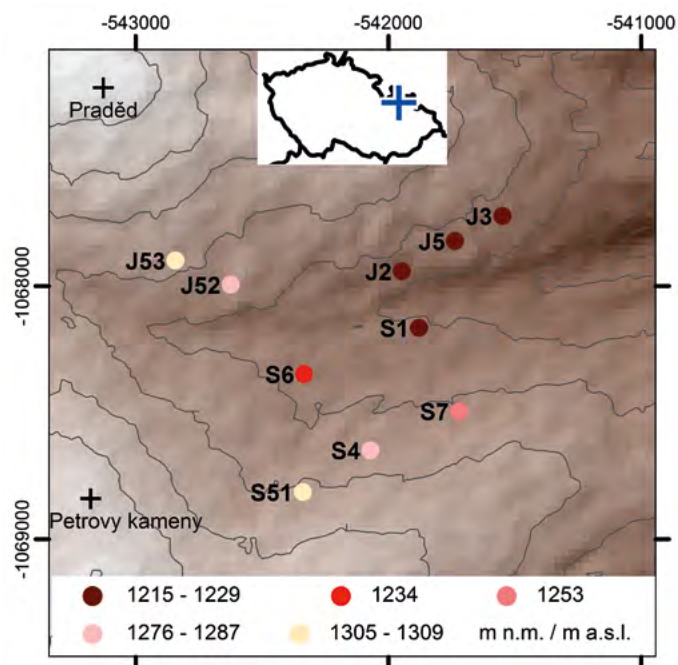 -543000 -542000 -541000
Praděd
J3
J5
J53
J2
J52
-1068000
S1
S6
S7
S4
S51
Petrovy kameny
-1069000
1215 - 1229 1234 1253
1276 - 1287 1305 - 1309 m n.m. / m a.s.l.